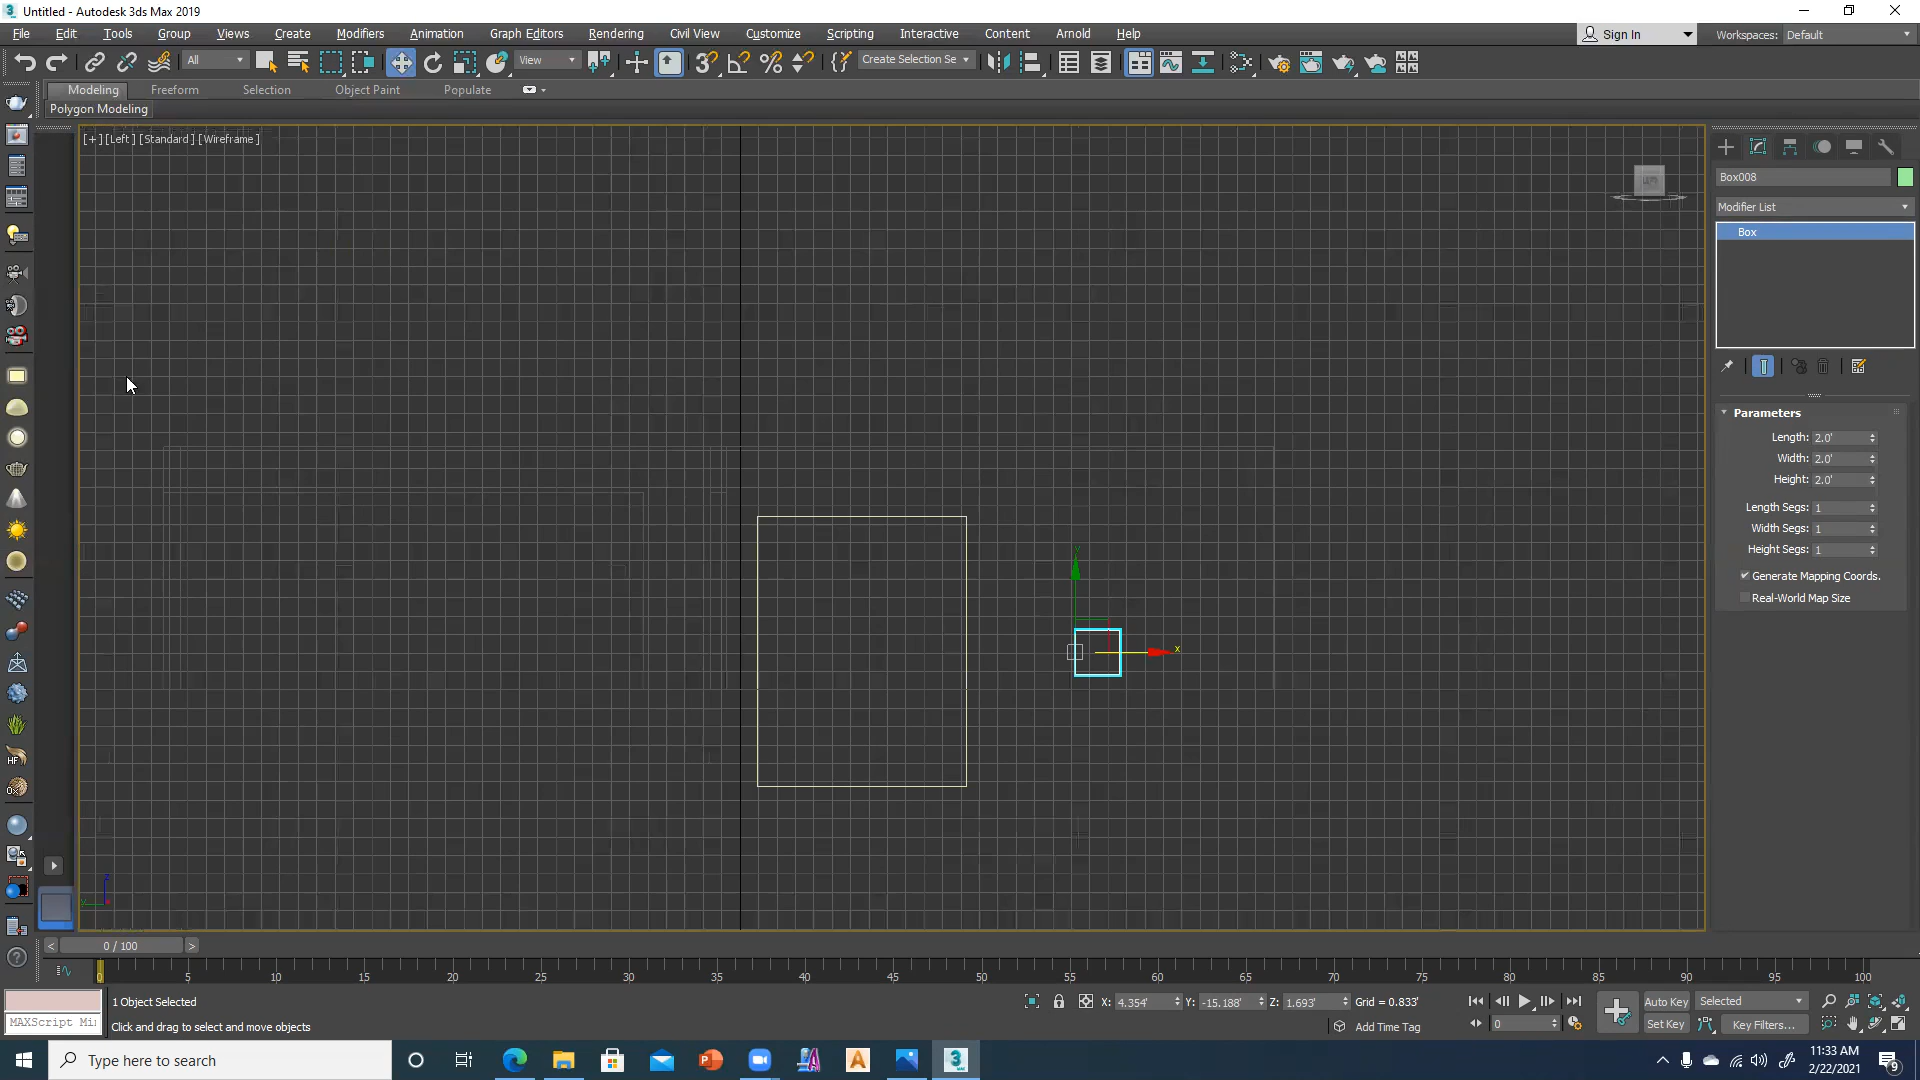 Untitled - Autodesk 3ds Max 2019
File Edit Tools Group Views Create Modifiers Animation Graph Editors Rendering Civil View Customize Scripting Interactive Content Arnold Help
Sign In
Workspaces: Default
All
View
Create Selection Se
Modeling Freeform Selection Object Paint Populate
Polygon Modeling
[+] [Left] [Standard] [Wireframe]
Box008
Modifier List
Box
Parameters
Length: 2.0'
Width: 2.0'
Height: 2.0'
Length Segs: 1
Width Segs: 1
Height Segs: 1
Generate Mapping Coords.
Real-World Map Size
y
x
HF
z
0 / 100
0 5 10 15 20 25 30 35 40 45 50 55 60 65 70 75 80 85 90 95 100
1 Object Selected
X: 4.354' Y: -15.188' Z: 1.693' Grid = 0.833'
Auto Key Selected
MAXScript Mi
Click and drag to select and move objects
Add Time Tag
0
Set Key Key Filters...
Type here to search
11:33 AM
2/22/2021
9